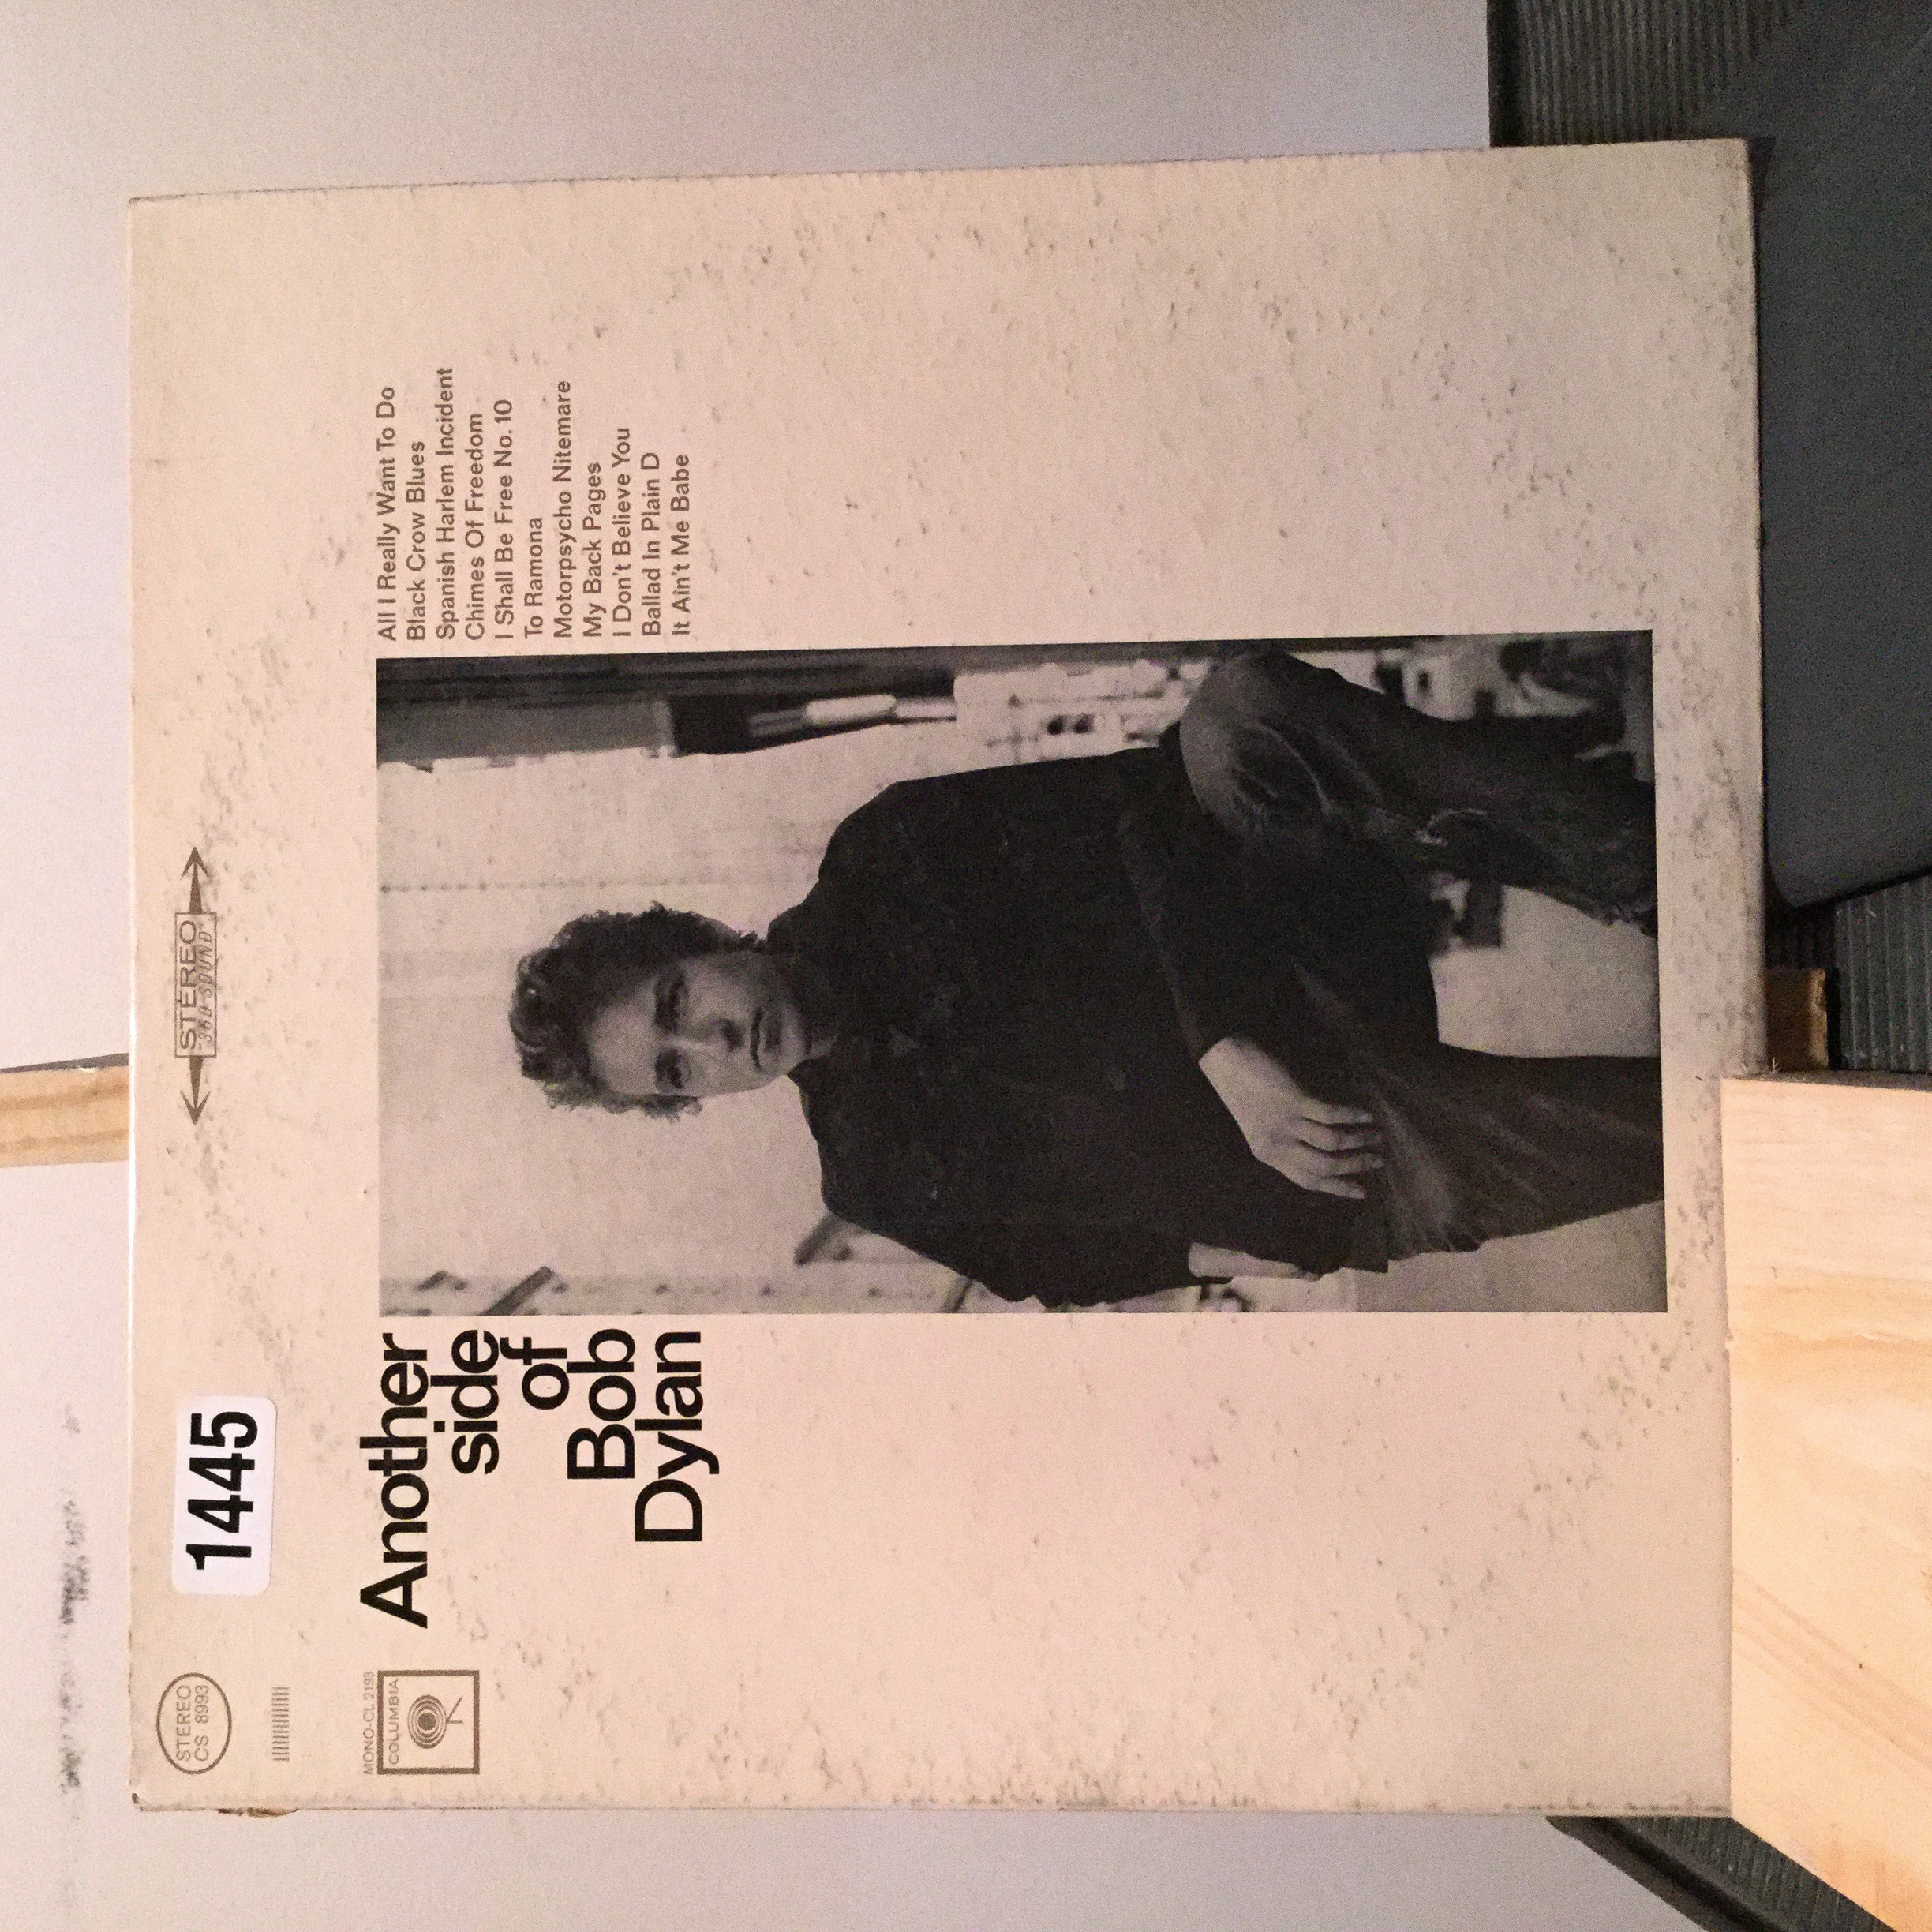 STEREO
CS 8993
1445
STEREO
"360 SOUND"
MONO-CL 2193
COLUMBIA
Another
side
of
Bob
Dylan
All I Really Want To Do
Black Crow Blues
Spanish Harlem Incident
Chimes Of Freedom
I Shall Be Free No. 10
To Ramona
Motorpsycho Nitemare
My Back Pages
I Don't Believe You
Ballad In Plain D
It Ain't Me Babe